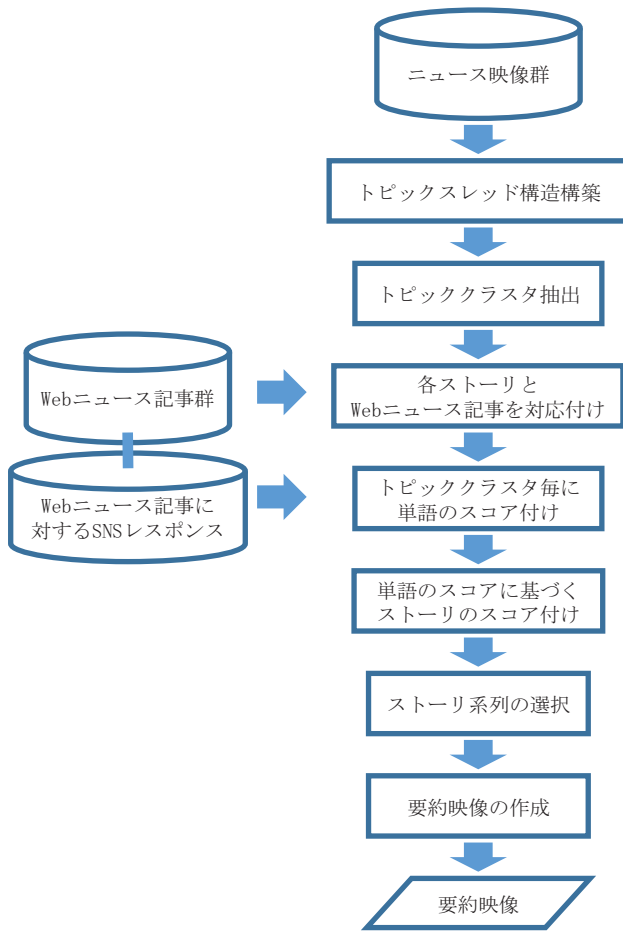 ニュース映像群
トピックスレッド構造構築
トピッククラスタ抽出
Webニュース記事群
各ストーリと
Webニュース記事を対応付け
Webニュース記事に
対するSNSレスポンス
トピッククラスタ毎に
単語のスコア付け
単語のスコアに基づく
ストーリのスコア付け
ストーリ系列の選択
要約映像の作成
要約映像